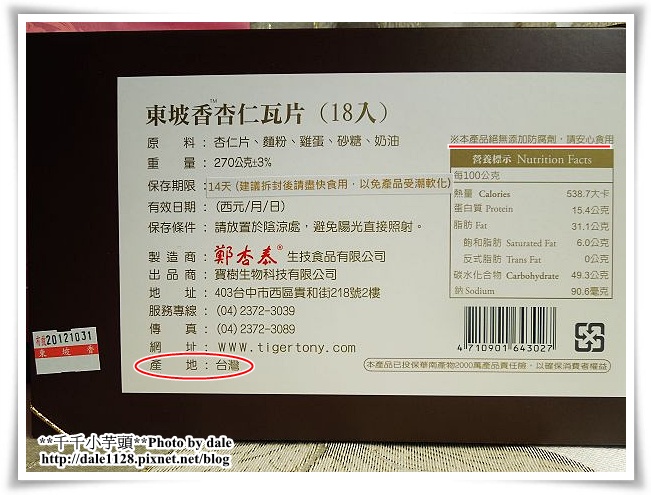 東坡香™杏仁瓦片（18入）
原　　料：杏仁片、麵粉、雞蛋、砂糖、奶油
重　　量：270公克±3%
保存期限：14天 (建議拆封後請盡快食用，以免產品受潮軟化)
有效日期：(西元/月/日)
保存條件：請放置於陰涼處，避免陽光直接照射。
製 造 商：鄭杏泰® 生技食品有限公司
出 品 商：寶樹生物科技有限公司
地　　址：403台中市西區貴和街218號2樓
服務專線：(04) 2372-3039
傳　　真：(04) 2372-3089
網　　址：www.tigertony.com
產　　地：台灣
※本產品絕無添加防腐劑，請安心食用
營養標示 Nutrition Facts
每100公克
熱量 Calories 538.7大卡
蛋白質 Protein 15.4公克
脂肪 Fat 31.1公克
飽和脂肪 Saturated Fat 6.0公克
反式脂肪 Trans Fat 0公克
碳水化合物 Carbohydrate 49.3公克
鈉 Sodium 90.6毫克
4710901643027
本產品已投保華南產物2000萬產品責任險，以確保消費者權益
有效20121031
東 坡 香
**千千小芋頭**Photo by dale
http://dale1128.pixnet.net/blog